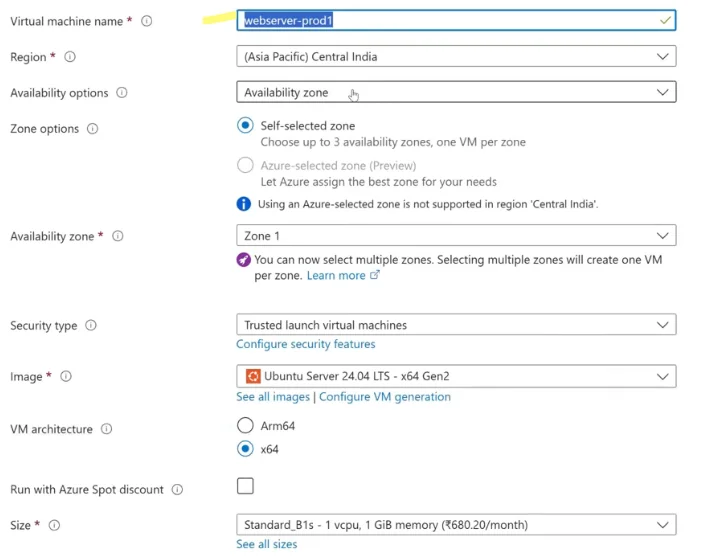 Virtual machine name *
webserver-prod1
Region *
(Asia Pacific) Central India
Availability options
Availability zone
Zone options
Self-selected zone
Choose up to 3 availability zones, one VM per zone
Azure-selected zone (Preview)
Let Azure assign the best zone for your needs
Using an Azure-selected zone is not supported in region 'Central India'.
Availability zone *
Zone 1
You can now select multiple zones. Selecting multiple zones will create one VM
per zone. Learn more
Security type
Trusted launch virtual machines
Configure security features
Image *
Ubuntu Server 24.04 LTS - x64 Gen2
See all images | Configure VM generation
VM architecture
Arm64
x64
Run with Azure Spot discount
Size *
Standard_B1s - 1 vcpu, 1 GiB memory (₹680.20/month)
See all sizes